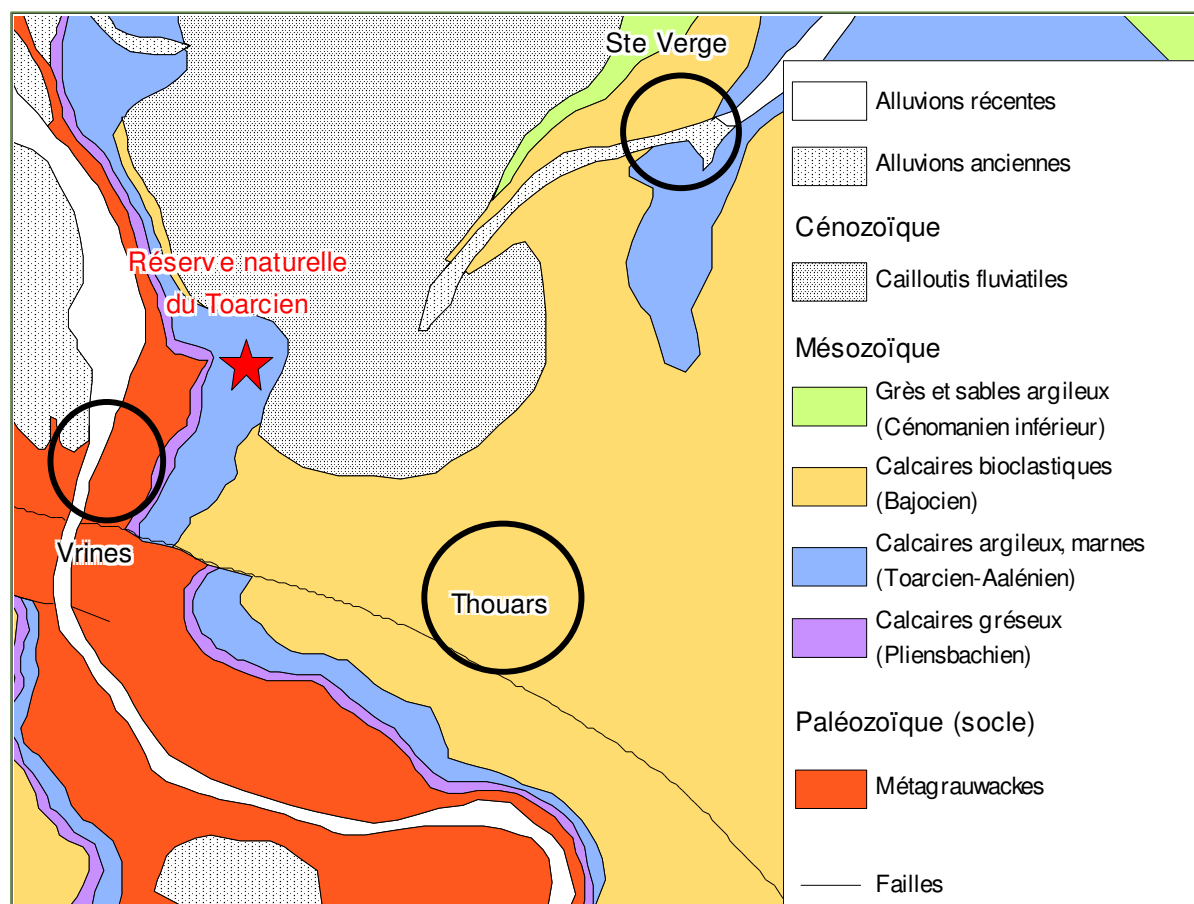 Ste Verge
Réserve naturelle
du Toarcien
Vrines
Thouars
Alluvions récentes
Alluvions anciennes
Cénozoïque
Cailloutis fluviatiles
Mésozoïque
Grès et sables argileux
(Cénomanien inférieur)
Calcaires bioclastiques
(Bajocien)
Calcaires argileux, marnes
(Toarcien-Aalénien)
Calcaires gréseux
(Pliensbachien)
Paléozoïque (socle)
Métagrauwackes
Failles